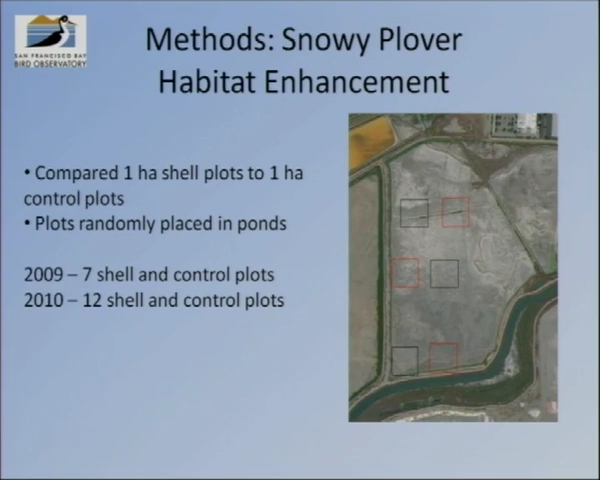 SAN FRANCISCO BAY
BIRD OBSERVATORY
Methods: Snowy Plover
Habitat Enhancement
• Compared 1 ha shell plots to 1 ha
control plots
• Plots randomly placed in ponds
2009 – 7 shell and control plots
2010 – 12 shell and control plots